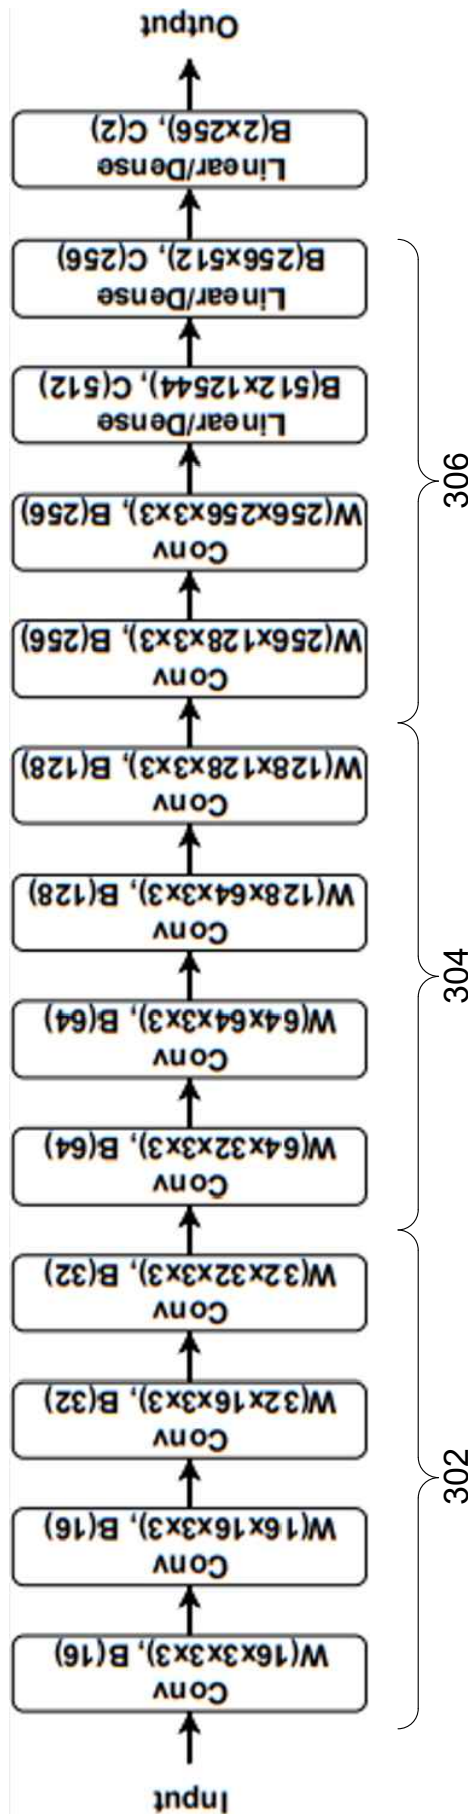 Input
Conv
W(16x3x3x3), B(16)
Conv
W(16x16x3x3), B(16)
Conv
W(32x16x3x3), B(32)
Conv
W(32x32x3x3), B(32)
Conv
W(64x32x3x3), B(64)
Conv
W(64x64x3x3), B(64)
Conv
W(128x64x3x3), B(128)
Conv
W(128x128x3x3), B(128)
Conv
W(256x128x3x3), B(256)
Conv
W(256x256x3x3), B(256)
Linear/Dense
B(512x12544), C(512)
Linear/Dense
B(256x512), C(256)
Linear/Dense
B(2x256), C(2)
Output
302
304
306